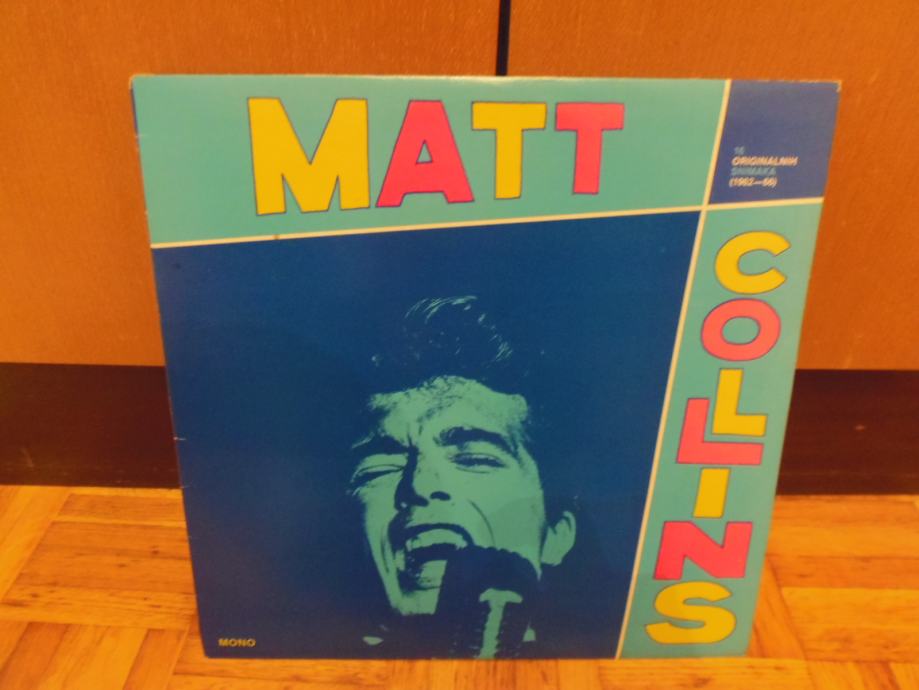 MATT
16
ORIGINALNIH
SNIMAKA
(1962—66)
COLLINS
MONO